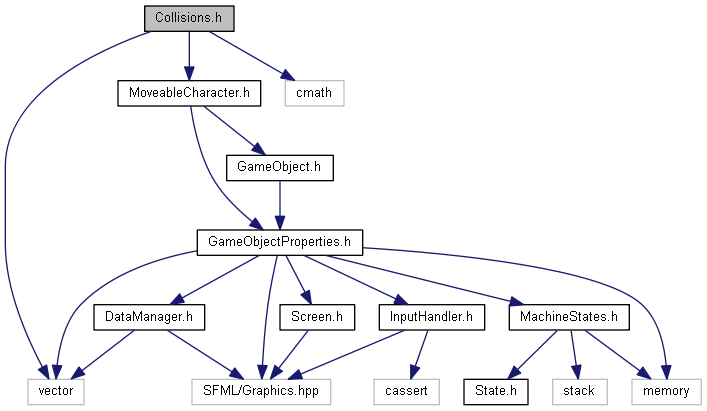 Collisions.h
MoveableCharacter.h
cmath
GameObject.h
GameObjectProperties.h
DataManager.h
Screen.h
InputHandler.h
MachineStates.h
vector
SFML/Graphics.hpp
cassert
State.h
stack
memory